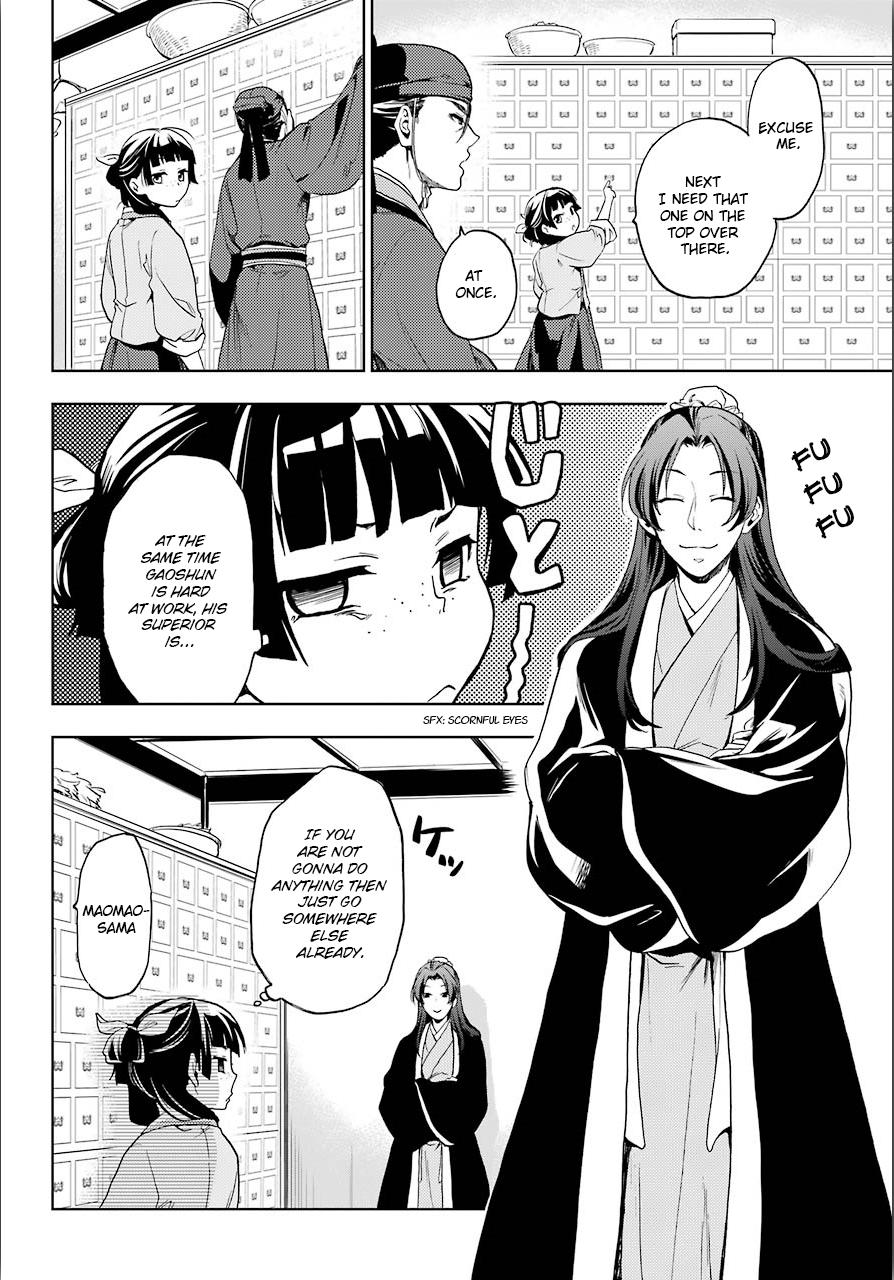 EXCUSE
ME.
NEXT
I NEED THAT
ONE ON THE
TOP OVER
THERE.
AT
ONCE.
FU
FU
FU
じとー
AT THE
SAME TIME
GAOSHUN
IS HARD
AT WORK, HIS
SUPERIOR
IS...
SFX: SCORNFUL EYES
ケッ
IF YOU
ARE NOT
GONNA DO
ANYTHING THEN
JUST GO
SOMEWHERE
ELSE
ALREADY.
MAOMAO-
SAMA